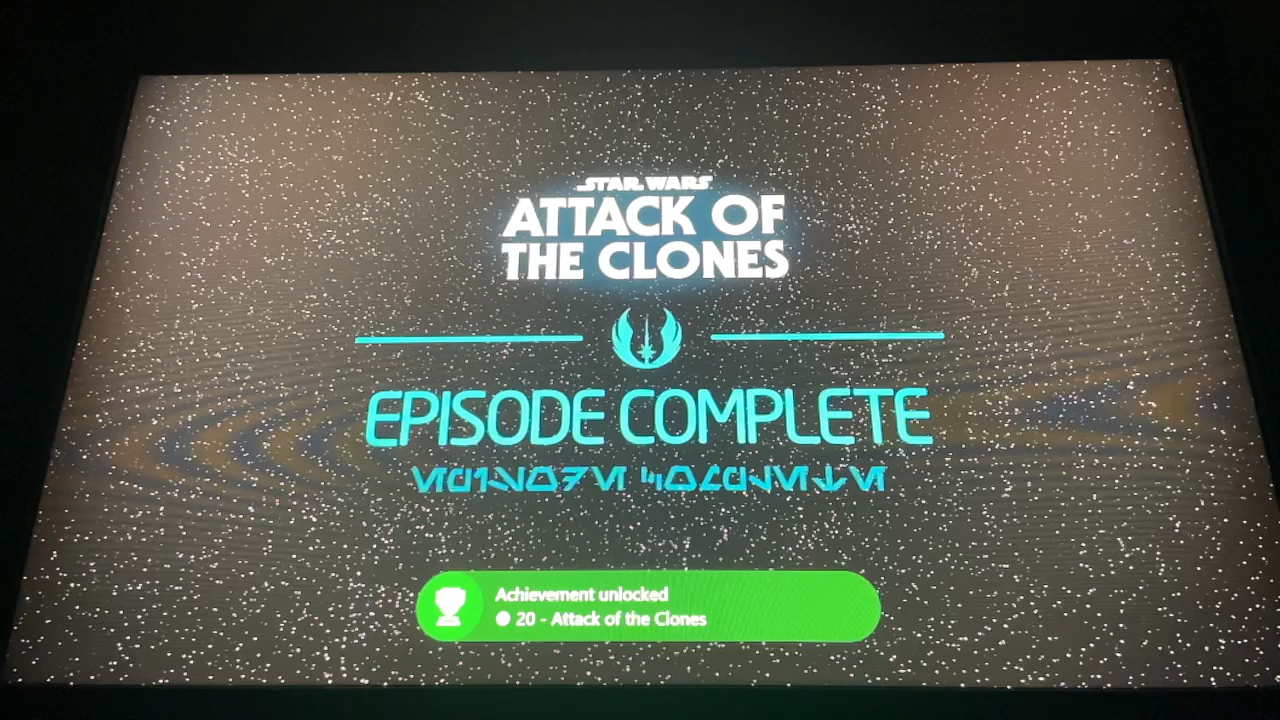 STAR WARS
ATTACK OF
THE CLONES
EPISODE COMPLETE
Achievement unlocked
20 - Attack of the Clones